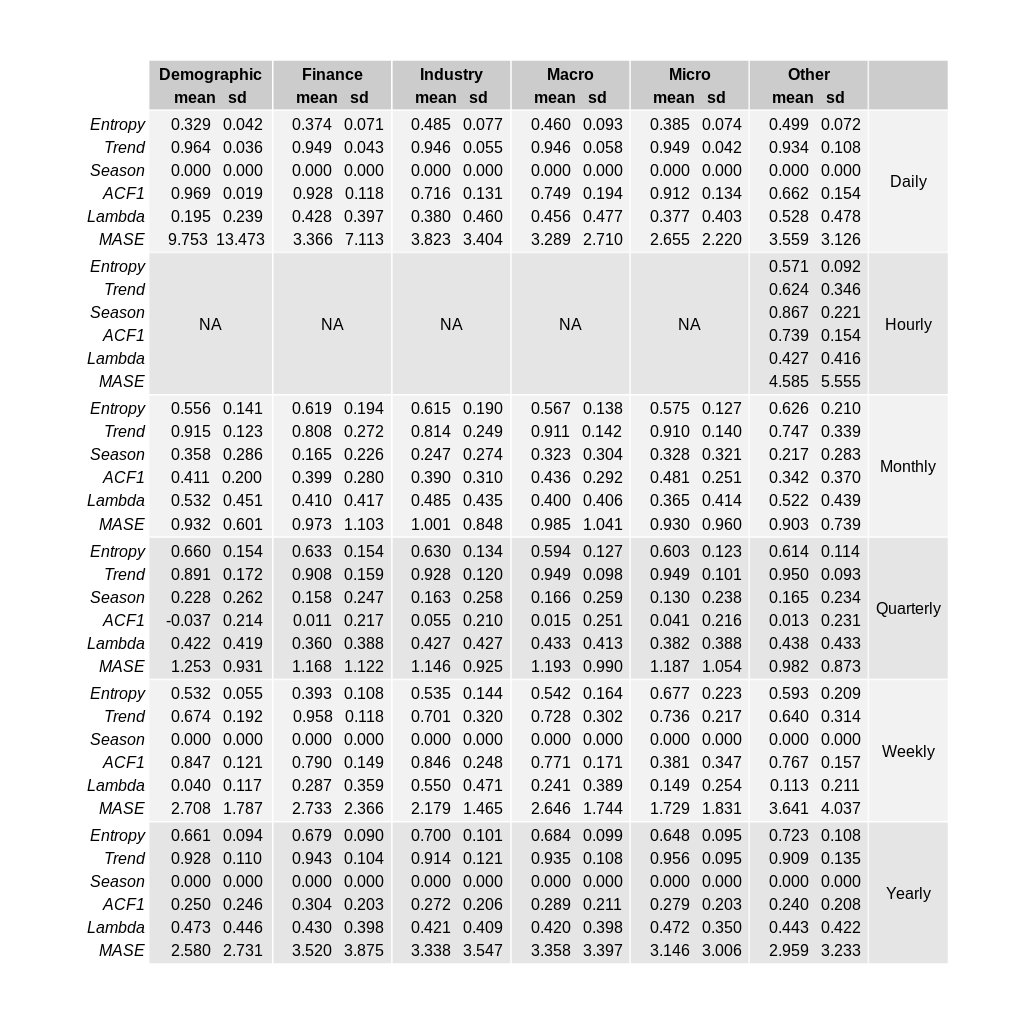 Demographic Finance Industry Macro Micro Other
mean sd mean sd mean sd mean sd mean sd mean sd
Entropy 0.329 0.042 0.374 0.071 0.485 0.077 0.460 0.093 0.385 0.074 0.499 0.072
Trend 0.964 0.036 0.949 0.043 0.946 0.055 0.946 0.058 0.949 0.042 0.934 0.108
Season 0.000 0.000 0.000 0.000 0.000 0.000 0.000 0.000 0.000 0.000 0.000 0.000
Daily
ACF1 0.969 0.019 0.928 0.118 0.716 0.131 0.749 0.194 0.912 0.134 0.662 0.154
Lambda 0.195 0.239 0.428 0.397 0.380 0.460 0.456 0.477 0.377 0.403 0.528 0.478
MASE 9.753 13.473 3.366 7.113 3.823 3.404 3.289 2.710 2.655 2.220 3.559 3.126
Entropy 0.571 0.092
Trend 0.624 0.346
Season 0.867 0.221
NA NA NA NA NA Hourly
ACF1 0.739 0.154
Lambda 0.427 0.416
MASE 4.585 5.555
Entropy 0.556 0.141 0.619 0.194 0.615 0.190 0.567 0.138 0.575 0.127 0.626 0.210
Trend 0.915 0.123 0.808 0.272 0.814 0.249 0.911 0.142 0.910 0.140 0.747 0.339
Season 0.358 0.286 0.165 0.226 0.247 0.274 0.323 0.304 0.328 0.321 0.217 0.283
Monthly
ACF1 0.411 0.200 0.399 0.280 0.390 0.310 0.436 0.292 0.481 0.251 0.342 0.370
Lambda 0.532 0.451 0.410 0.417 0.485 0.435 0.400 0.406 0.365 0.414 0.522 0.439
MASE 0.932 0.601 0.973 1.103 1.001 0.848 0.985 1.041 0.930 0.960 0.903 0.739
Entropy 0.660 0.154 0.633 0.154 0.630 0.134 0.594 0.127 0.603 0.123 0.614 0.114
Trend 0.891 0.172 0.908 0.159 0.928 0.120 0.949 0.098 0.949 0.101 0.950 0.093
Season 0.228 0.262 0.158 0.247 0.163 0.258 0.166 0.259 0.130 0.238 0.165 0.234
Quarterly
ACF1 -0.037 0.214 0.011 0.217 0.055 0.210 0.015 0.251 0.041 0.216 0.013 0.231
Lambda 0.422 0.419 0.360 0.388 0.427 0.427 0.433 0.413 0.382 0.388 0.438 0.433
MASE 1.253 0.931 1.168 1.122 1.146 0.925 1.193 0.990 1.187 1.054 0.982 0.873
Entropy 0.532 0.055 0.393 0.108 0.535 0.144 0.542 0.164 0.677 0.223 0.593 0.209
Trend 0.674 0.192 0.958 0.118 0.701 0.320 0.728 0.302 0.736 0.217 0.640 0.314
Season 0.000 0.000 0.000 0.000 0.000 0.000 0.000 0.000 0.000 0.000 0.000 0.000
Weekly
ACF1 0.847 0.121 0.790 0.149 0.846 0.248 0.771 0.171 0.381 0.347 0.767 0.157
Lambda 0.040 0.117 0.287 0.359 0.550 0.471 0.241 0.389 0.149 0.254 0.113 0.211
MASE 2.708 1.787 2.733 2.366 2.179 1.465 2.646 1.744 1.729 1.831 3.641 4.037
Entropy 0.661 0.094 0.679 0.090 0.700 0.101 0.684 0.099 0.648 0.095 0.723 0.108
Trend 0.928 0.110 0.943 0.104 0.914 0.121 0.935 0.108 0.956 0.095 0.909 0.135
Season 0.000 0.000 0.000 0.000 0.000 0.000 0.000 0.000 0.000 0.000 0.000 0.000
Yearly
ACF1 0.250 0.246 0.304 0.203 0.272 0.206 0.289 0.211 0.279 0.203 0.240 0.208
Lambda 0.473 0.446 0.430 0.398 0.421 0.409 0.420 0.398 0.472 0.350 0.443 0.422
MASE 2.580 2.731 3.520 3.875 3.338 3.547 3.358 3.397 3.146 3.006 2.959 3.233